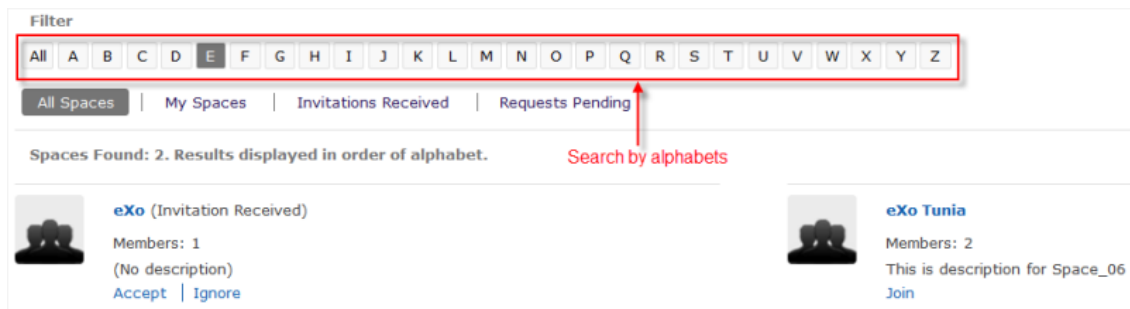 Filter
All A B C D E F G H I J K L M N O P Q R S T U V W X Y Z
All Spaces | My Spaces | Invitations Received | Requests Pending
Spaces Found: 2. Results displayed in order of alphabet.
Search by alphabets
eXo (Invitation Received)
Members: 1
(No description)
Accept | Ignore
eXo Tunia
Members: 2
This is description for Space_06
Join